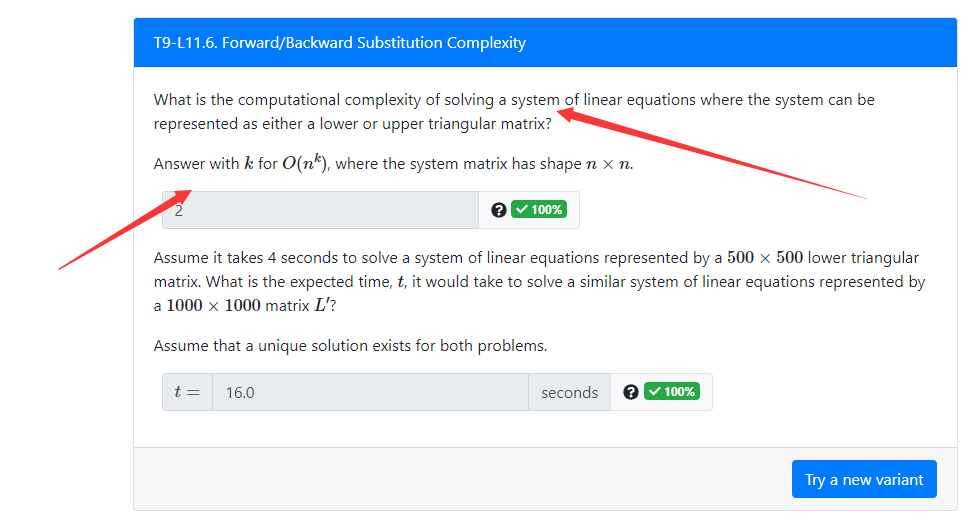 T9-L11.6. Forward/Backward Substitution Complexity
What is the computational complexity of solving a system of linear equations where the system can be
represented as either a lower or upper triangular matrix?
Answer with k for O(n^k), where the system matrix has shape n × n.
2 ? ✓ 100%
Assume it takes 4 seconds to solve a system of linear equations represented by a 500 × 500 lower triangular
matrix. What is the expected time, t, it would take to solve a similar system of linear equations represented by
a 1000 × 1000 matrix L'?
Assume that a unique solution exists for both problems.
t = 16.0 seconds ? ✓ 100%
Try a new variant